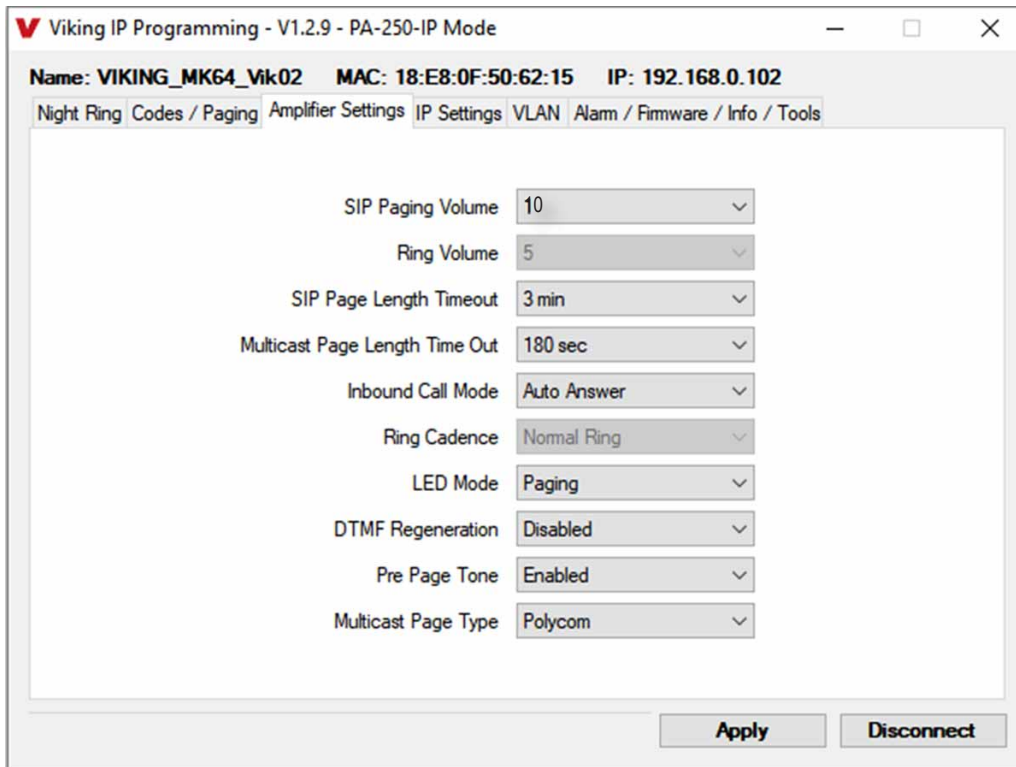 Viking IP Programming - V1.2.9 - PA-250-IP Mode
Name: VIKING_MK64_Vik02 MAC: 18:E8:0F:50:62:15 IP: 192.168.0.102
Night Ring Codes / Paging Amplifier Settings IP Settings VLAN Alarm / Firmware / Info / Tools
SIP Paging Volume 10
Ring Volume 5
SIP Page Length Timeout 3 min
Multicast Page Length Time Out 180 sec
Inbound Call Mode Auto Answer
Ring Cadence Normal Ring
LED Mode Paging
DTMF Regeneration Disabled
Pre Page Tone Enabled
Multicast Page Type Polycom
Apply Disconnect